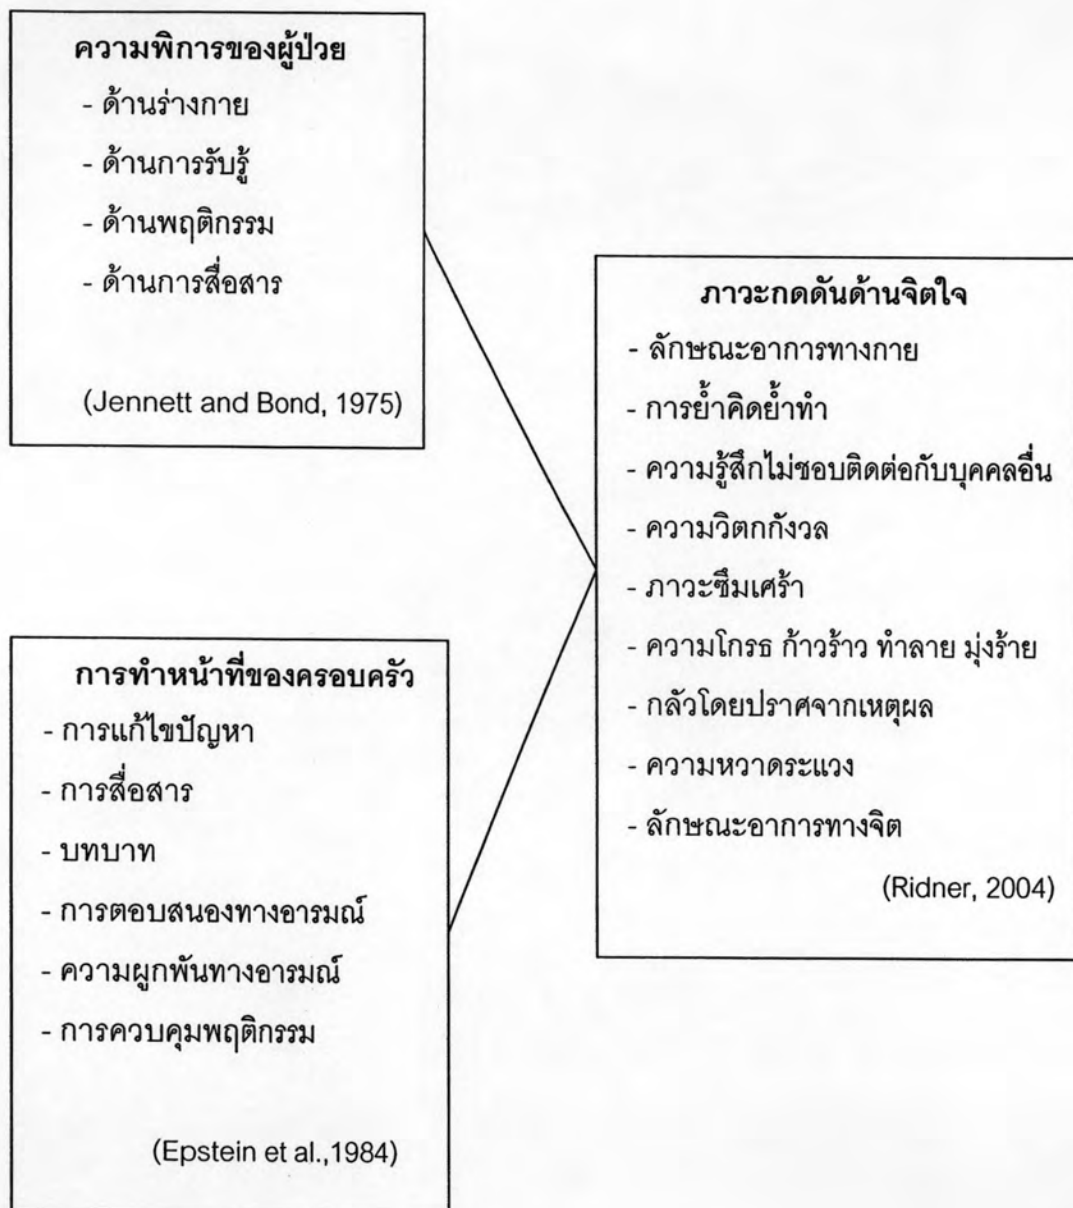 ความพิการของผู้ป่วย
- ด้านร่างกาย
- ด้านการรับรู้
- ด้านพฤติกรรม
- ด้านการสื่อสาร
(Jennett and Bond, 1975)
การทำหน้าที่ของครอบครัว
- การแก้ไขปัญหา
- การสื่อสาร
- บทบาท
- การตอบสนองทางอารมณ์
- ความผูกพันทางอารมณ์
- การควบคุมพฤติกรรม
(Epstein et al.,1984)
ภาวะกดดันด้านจิตใจ
- ลักษณะอาการทางกาย
- การย้ำคิดย้ำทำ
- ความรู้สึกไม่ชอบติดต่อกับบุคคลอื่น
- ความวิตกกังวล
- ภาวะซึมเศร้า
- ความโกรธ ก้าวร้าว ทำลาย มุ่งร้าย
- กลัวโดยปราศจากเหตุผล
- ความหวาดระแวง
- ลักษณะอาการทางจิต
(Ridner, 2004)